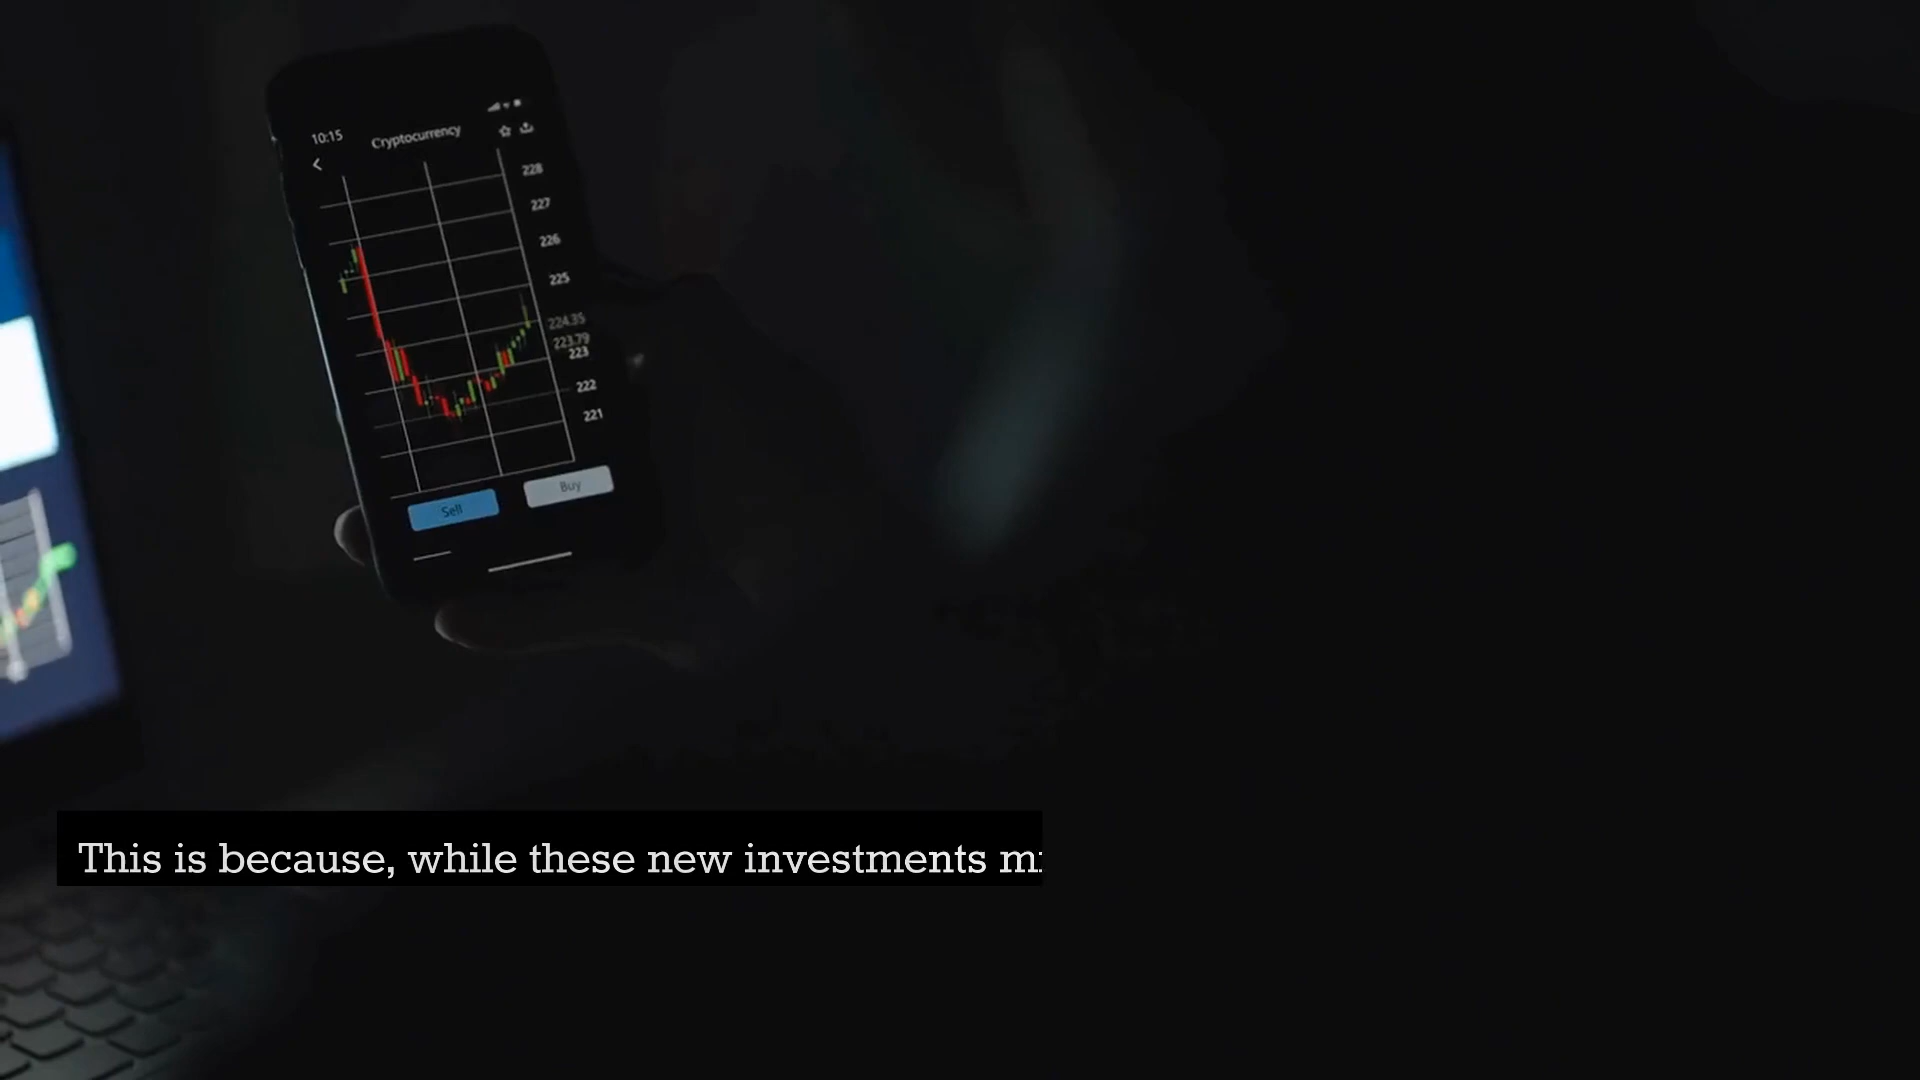 10:15
Cryptocurrency
228
227
226
225
224.35
223.79
223
222
221
Sell
Buy
This is because, while these new investments